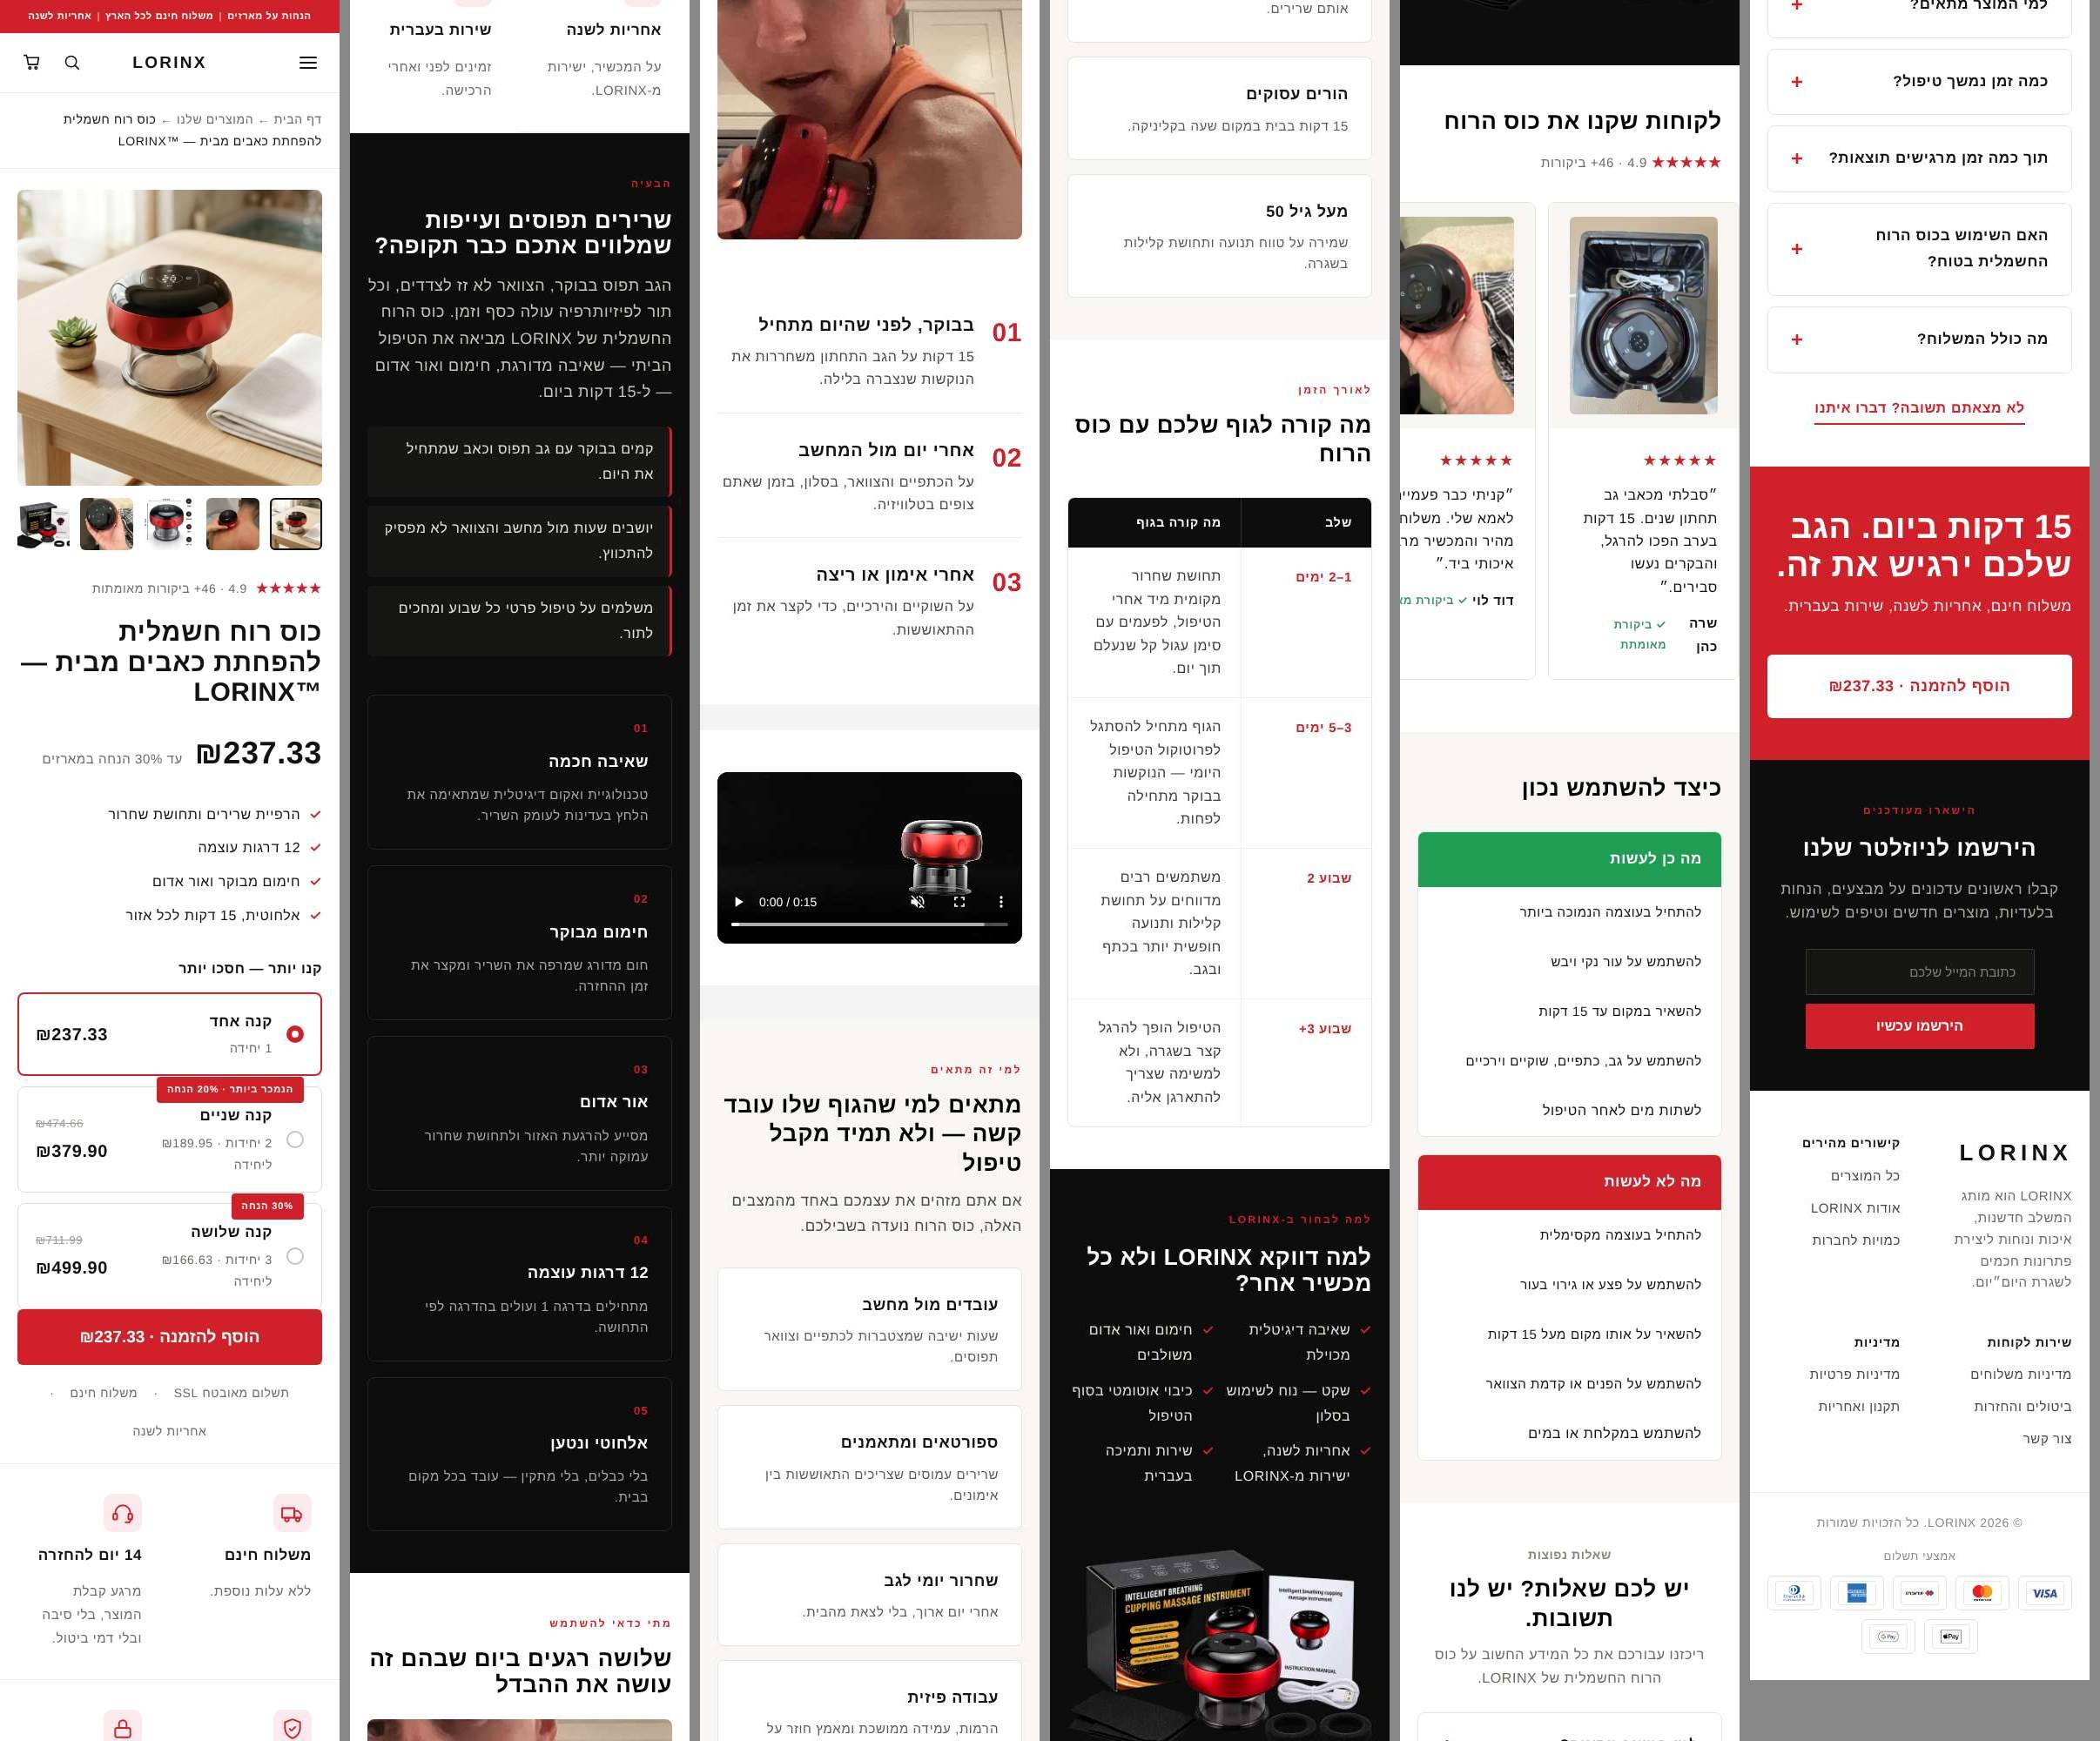 הנחות על מארזים | משלוח חינם לכל הארץ | אחריות לשנה
LORINX
דף הבית ← המוצרים שלנו ← כוס רוח חשמלית
להפחתת כאבים מבית — LORINX™
★★★★★ 4.9 · 46+ ביקורות מאומתות
כוס רוח חשמלית
להפחתת כאבים מבית —
LORINX™
₪237.33 עד 30% הנחה במארזים
הרפיית שרירים ותחושת שחרור
12 דרגות עוצמה
חימום מבוקר ואור אדום
אלחוטית, 15 דקות לכל אזור
קנו יותר — חסכו יותר
קנה אחד
₪237.33
1 יחידה
הנמכר ביותר · 20% הנחה
קנה שניים
₪474.66
2 יחידות · ₪189.95
ליחידה
₪379.90
30% הנחה
קנה שלושה
₪711.99
3 יחידות · ₪166.63
ליחידה
₪499.90
הוסף להזמנה · ₪237.33
תשלום מאובטח SSL · משלוח חינם ·
אחריות לשנה
משלוח חינם
ללא עלות נוספת.
14 יום להחזרה
מרגע קבלת
המוצר, בלי סיבה
ובלי דמי ביטול.
אחריות לשנה
על המכשיר, ישירות
מ-LORINX.
שירות בעברית
זמינים לפני ואחרי
הרכישה.
הבעיה
שרירים תפוסים ועייפות
שמלווים אתכם כבר תקופה?
הגב תפוס בבוקר, הצוואר לא זז לצדדים, וכל
תור לפיזיותרפיה עולה כסף וזמן. כוס הרוח
החשמלית של LORINX מביאה את הטיפול
הביתי — שאיבה מדורגת, חימום ואור אדום
— ל-15 דקות ביום.
קמים בבוקר עם גב תפוס וכאב שמתחיל
את היום.
יושבים שעות מול מחשב והצוואר לא מפסיק
להתכווץ.
משלמים על טיפול פרטי כל שבוע ומחכים
לתור.
01
שאיבה חכמה
טכנולוגיית ואקום דיגיטלית שמתאימה את
הלחץ בעדינות לעומק השריר.
02
חימום מבוקר
חום מדורג שמרפה את השריר ומקצר את
זמן ההחזרה.
03
אור אדום
מסייע להרגעת האזור ולתחושת שחרור
עמוקה יותר.
04
12 דרגות עוצמה
מתחילים בדרגה 1 ועולים בהדרגה לפי
התחושה.
05
אלחוטי ונטען
בלי כבלים, בלי מתקין — עובד בכל מקום
בבית.
מתי כדאי להשתמש
שלושה רגעים ביום שבהם זה
עושה את ההבדל
01
בבוקר, לפני שהיום מתחיל
15 דקות על הגב התחתון משחררות את
הנוקשות שנצברה בלילה.
02
אחרי יום מול המחשב
על הכתפיים והצוואר, בסלון, בזמן שאתם
צופים בטלוויזיה.
03
אחרי אימון או ריצה
על השוקיים והירכיים, כדי לקצר את זמן
ההתאוששות.
0:00 / 0:15
למי זה מתאים
מתאים למי שהגוף שלו עובד
קשה — ולא תמיד מקבל
טיפול
אם אתם מזהים את עצמכם באחד מהמצבים
האלה, כוס הרוח נועדה בשבילכם.
עובדים מול מחשב
שעות ישיבה שמצטברות לכתפיים וצוואר
תפוסים.
ספורטאים ומתאמנים
שרירים עמוסים שצריכים התאוששות בין
אימונים.
שחרור יומי לגב
אחרי יום ארוך, בלי לצאת מהבית.
עבודה פיזית
הרמות, עמידה ממושכת ומאמץ חוזר על
אותם שרירים.
הורים עסוקים
15 דקות בבית במקום שעה בקליניקה.
מעל גיל 50
שמירה על טווח תנועה ותחושת קלילות
בשגרה.
לאורך הזמן
מה קורה לגוף שלכם עם כוס
הרוח
שלב
מה קורה בגוף
1–2 ימים
תחושת שחרור
מקומית מיד אחרי
הטיפול, לפעמים עם
סימן עגול קל שנעלם
תוך יום.
3–5 ימים
הגוף מתחיל להסתגל
לפרוטוקול הטיפול
היומי — הנוקשות
בבוקר מתחילה
לפחות.
שבוע 2
משתמשים רבים
מדווחים על תחושת
קלילות ותנועה
חופשית יותר בכתף
ובגב.
שבוע 3+
הטיפול הופך להרגל
קצר בשגרה, ולא
למשימה שצריך
להתארגן אליה.
למה לבחור ב-LORINX
למה דווקא LORINX ולא כל
מכשיר אחר?
שאיבה דיגיטלית
מכוילת
חימום ואור אדום
משולבים
שקט — נוח לשימוש
בסלון
כיבוי אוטומטי בסוף
הטיפול
אחריות לשנה,
ישירות מ-LORINX
שירות ותמיכה
בעברית
INTELLIGENT BREATHING
CUPPING MASSAGE INSTRUMENT
Intelligent breathing cupping
massage instrument
INSTRUCTION MANUAL
לקוחות שקנו את כוס הרוח
★★★★★ 4.9 · 46+ ביקורות
★★★★★
״סבלתי מכאבי גב
תחתון שנים. 15 דקות
בערב הפכו להרגל,
והבקרים נעשו
סבירים.״
שרה
כהן
✓ ביקורת
מאומתת
★★★★★
״קניתי כבר פעמיים
לאמא שלי. משלוח
מהיר והמכשיר מר
איכותי ביד.״
דוד לוי ✓ ביקורת מא
כיצד להשתמש נכון
מה כן לעשות
להתחיל בעוצמה הנמוכה ביותר
להשתמש על עור נקי ויבש
להשאיר במקום עד 15 דקות
להשתמש על גב, כתפיים, שוקיים וירכיים
לשתות מים לאחר הטיפול
מה לא לעשות
להתחיל בעוצמה מקסימלית
להשתמש על פצע או גירוי בעור
להשאיר על אותו מקום מעל 15 דקות
להשתמש על הפנים או קדמת הצוואר
להשתמש במקלחת או במים
שאלות נפוצות
יש לכם שאלות? יש לנו
תשובות.
ריכזנו עבורכם את כל המידע החשוב על כוס
הרוח החשמלית של LORINX.
למי המוצר מתאים?
כמה זמן נמשך טיפול?
תוך כמה זמן מרגישים תוצאות?
האם השימוש בכוס הרוח
החשמלית בטוח?
מה כולל המשלוח?
לא מצאתם תשובה? דברו איתנו
15 דקות ביום. הגב
שלכם ירגיש את זה.
משלוח חינם, אחריות לשנה, שירות בעברית.
הוסף להזמנה · ₪237.33
הישארו מעודכנים
הירשמו לניוזלטר שלנו
קבלו ראשונים עדכונים על מבצעים, הנחות
בלעדיות, מוצרים חדשים וטיפים לשימוש.
כתובת המייל שלכם
הירשמו עכשיו
LORINX
LORINX הוא מותג
המשלב חדשנות,
איכות ונוחות ליצירת
פתרונות חכמים
לשגרת היום״יום.
קישורים מהירים
כל המוצרים
אודות LORINX
כמויות לחברות
שירות לקוחות
מדיניות משלוחים
ביטולים והחזרות
צור קשר
מדיניות
מדיניות פרטיות
תקנון ואחריות
© 2026 LORINX. כל הזכויות שמורות
אמצעי תשלום
VISA
mastercard
Pay
G Pay